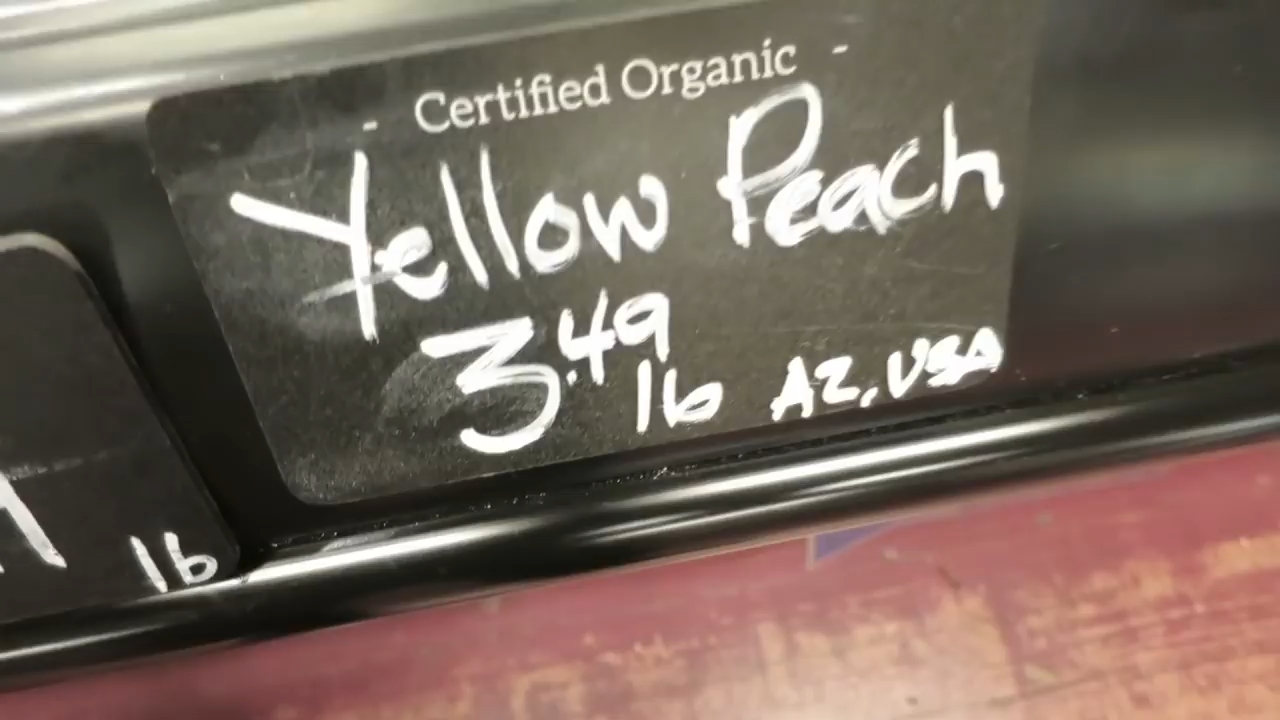 - Certified Organic -
Yellow Peach
3.49 lb AZ, USA
lb